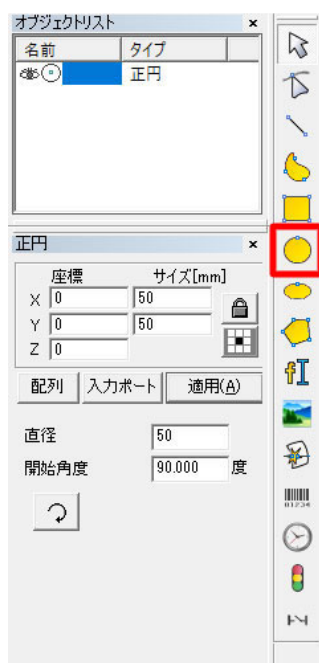 オブジェクトリスト ×
名前 タイプ
正円
正円 ×
座標 サイズ[mm]
X 0 50
Y 0 50
Z 0
配列 入力ポート 適用(A)
直径 50
開始角度 90.000 度
fI
01234